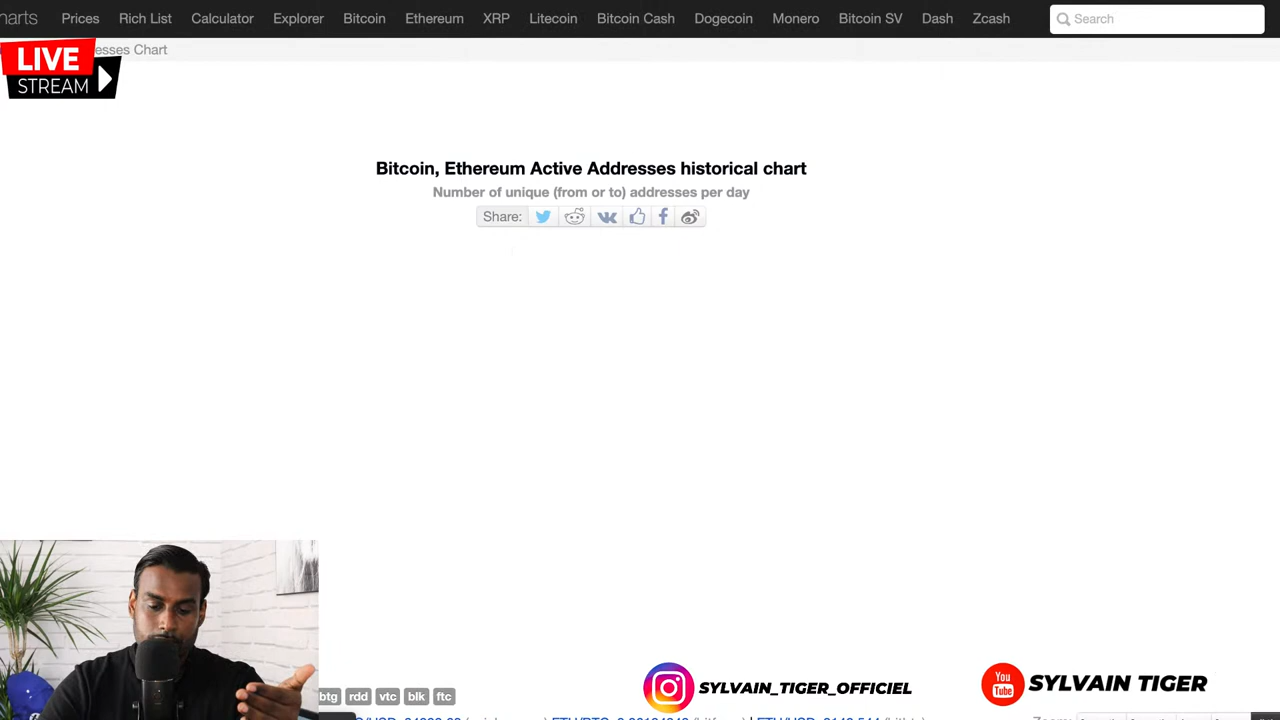 harts Prices Rich List Calculator Explorer Bitcoin Ethereum XRP Litecoin Bitcoin Cash Dogecoin Monero Bitcoin SV Dash Zcash Search
esses Chart
LIVE
STREAM
Bitcoin, Ethereum Active Addresses historical chart
Number of unique (from or to) addresses per day
Share:
btg rdd vtc blk ftc
SYLVAIN_TIGER_OFFICIEL
You
Tube
SYLVAIN TIGER